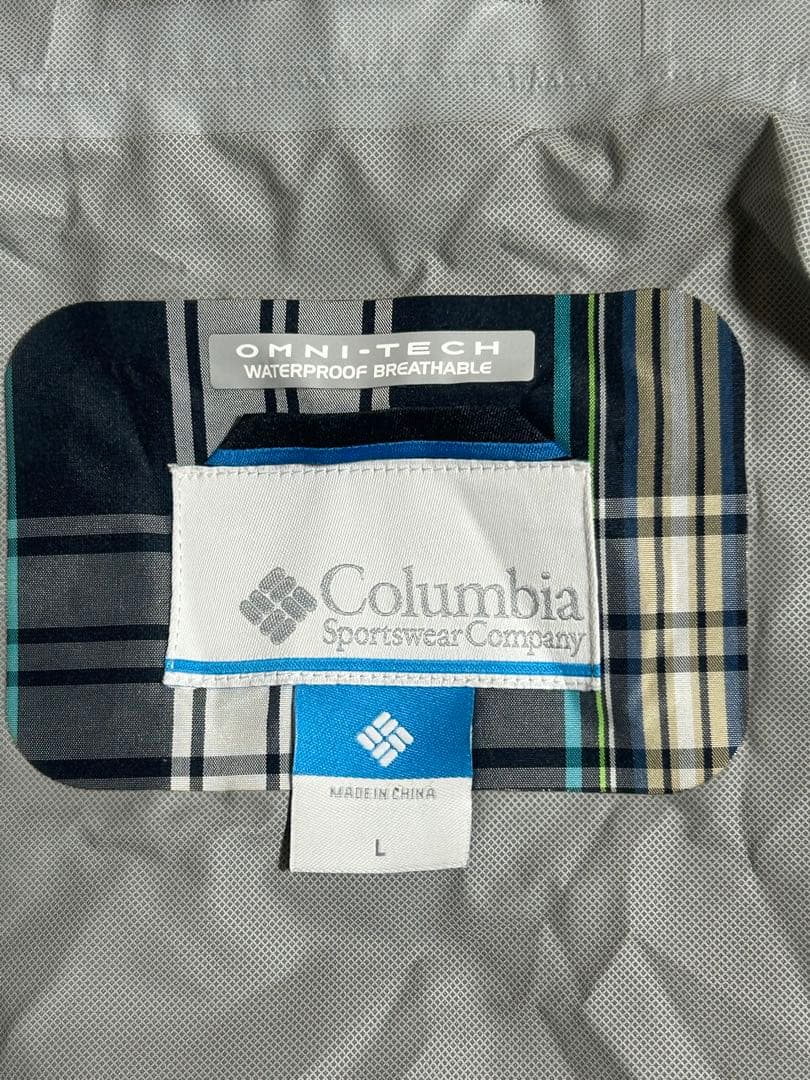 OMNI-TECH
WATERPROOF BREATHABLE
Columbia
Sportswear Company
MADE IN CHINA
L